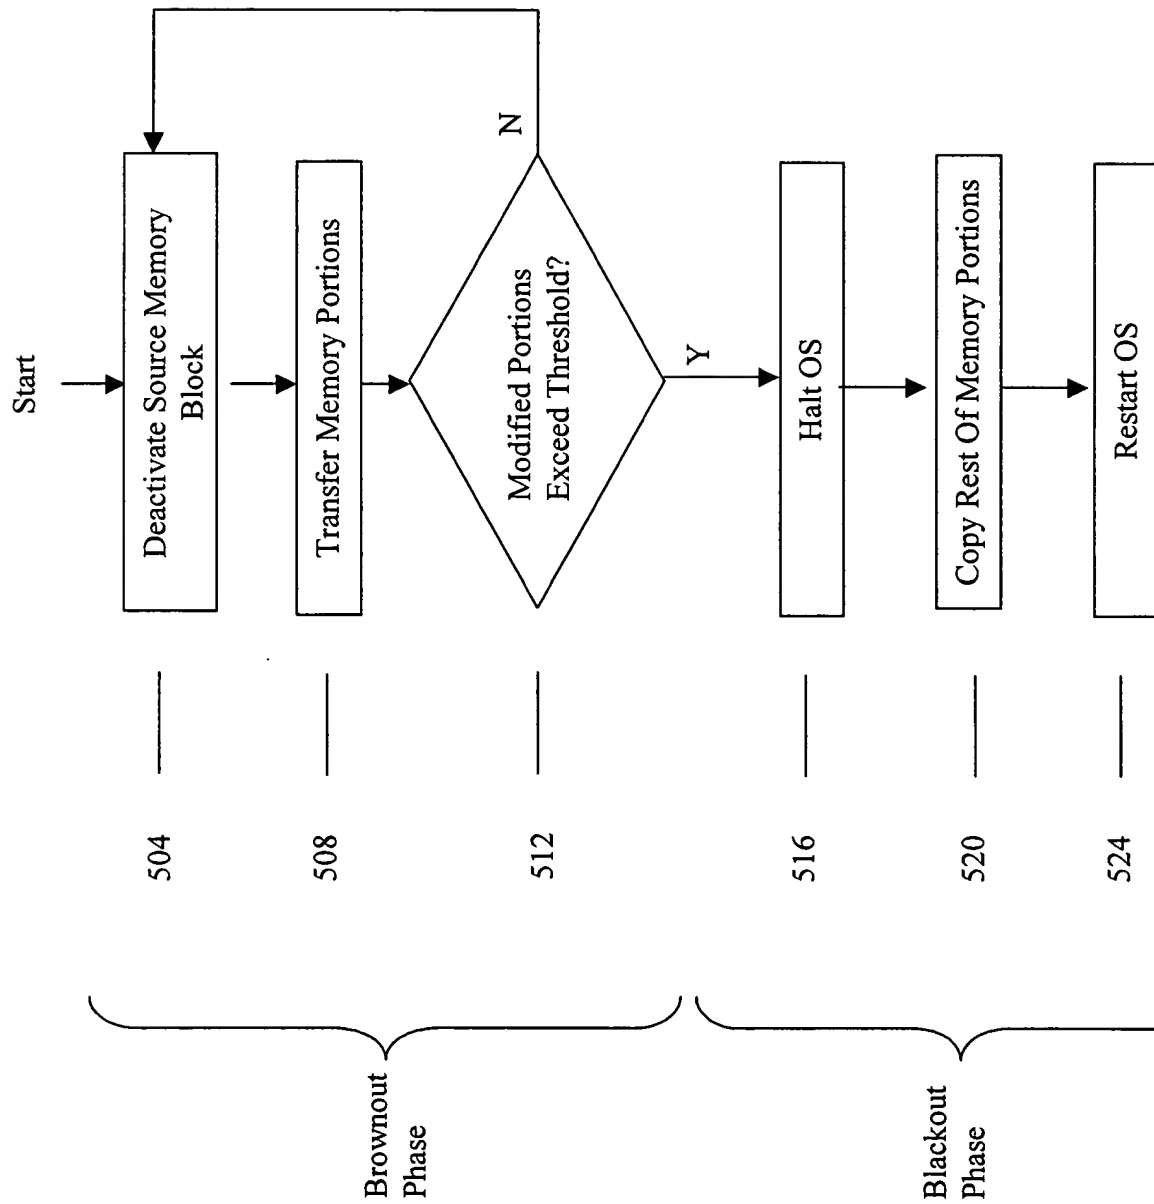 Start
504
Deactivate Source Memory
Block
508
Transfer Memory Portions
512
Modified Portions
Exceed Threshold?
N
Y
Brownout
Phase
516
Halt OS
520
Copy Rest Of Memory Portions
524
Restart OS
Blackout
Phase